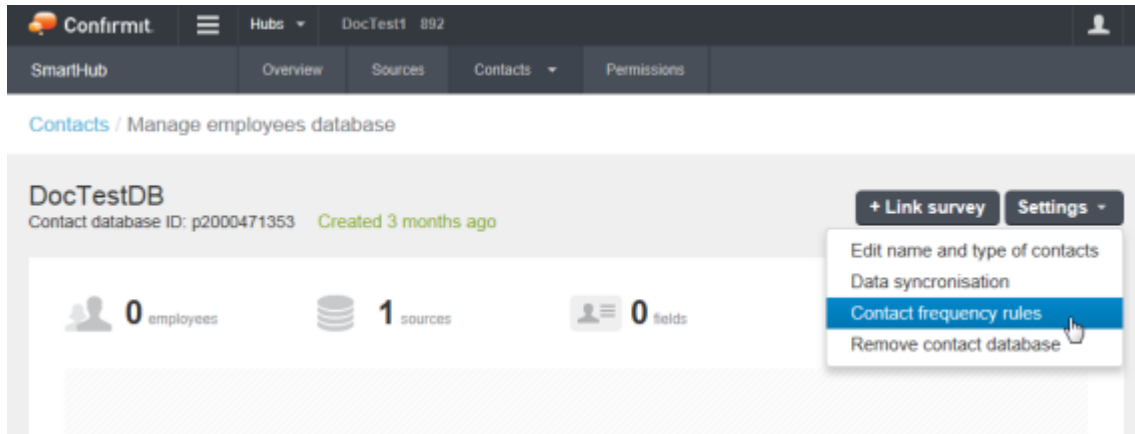 Confirmit Hubs DocTest1 892
SmartHub Overview Sources Contacts Permissions
Contacts / Manage employees database
DocTestDB
Contact database ID: p2000471353 Created 3 months ago
+ Link survey Settings
Edit name and type of contacts
Data syncronisation
Contact frequency rules
Remove contact database
0 employees 1 sources 0 fields